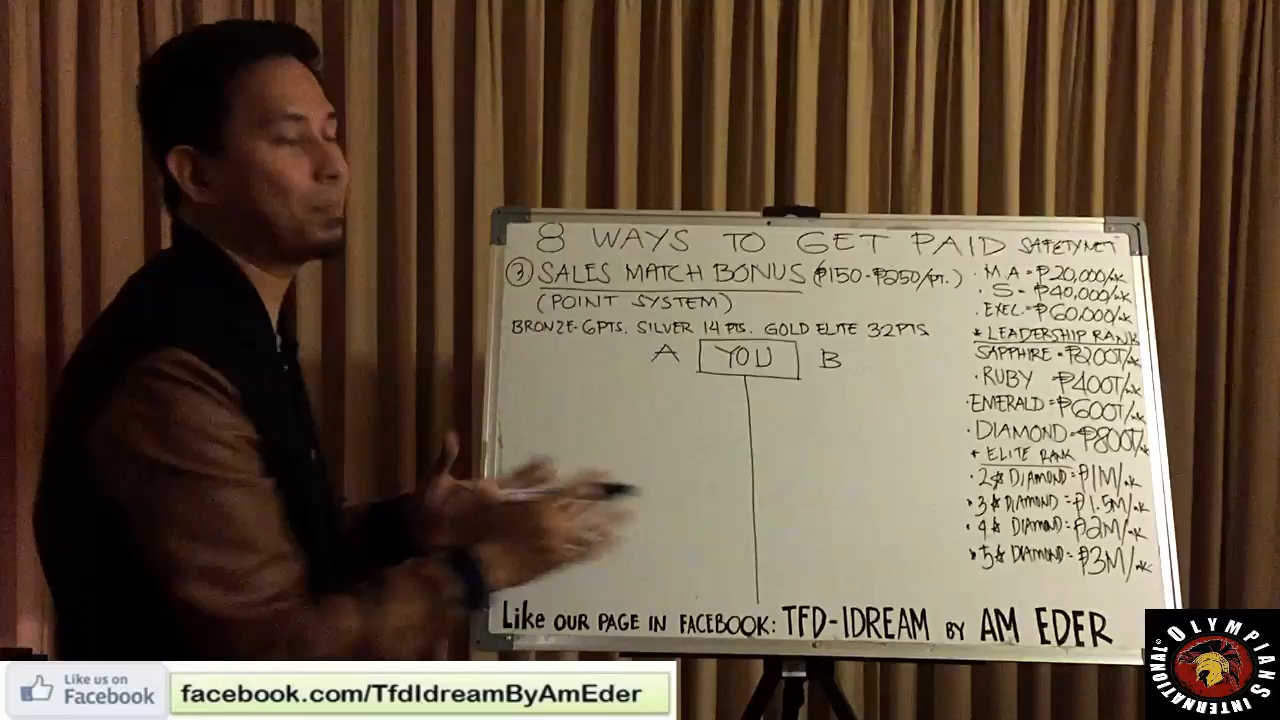 8 WAYS TO GET PAID SAFETYNET
③ SALES MATCH BONUS (₱150-₱250/PT.)
(POINT SYSTEM)
BRONZE-6PTS. SILVER 14 PTS. GOLD ELITE 32PTS
A YOU B
· MA = ₱20,000/wk
· S = ₱40,000/wk
· EXEC. = ₱60,000/wk
* LEADERSHIP RANK
SAPPHIRE = ₱200T/wk
· RUBY ₱400T/wk
· EMERALD = ₱600T/wk
· DIAMOND = ₱800T/wk
* ELITE RANK
· 2☆ DIAMOND = ₱1M/wk
· 3☆ DIAMOND = ₱1.5M/wk
· 4☆ DIAMOND = ₱2M/wk
· 5☆ DIAMOND = ₱3M/wk
Like OUR PAGE IN FACEBOOK: TFD-IDREAM BY AM EDER
Like us on
Facebook
facebook.com/TfdIdreamByAmEder
OLYMPIANS INTERNATIONAL